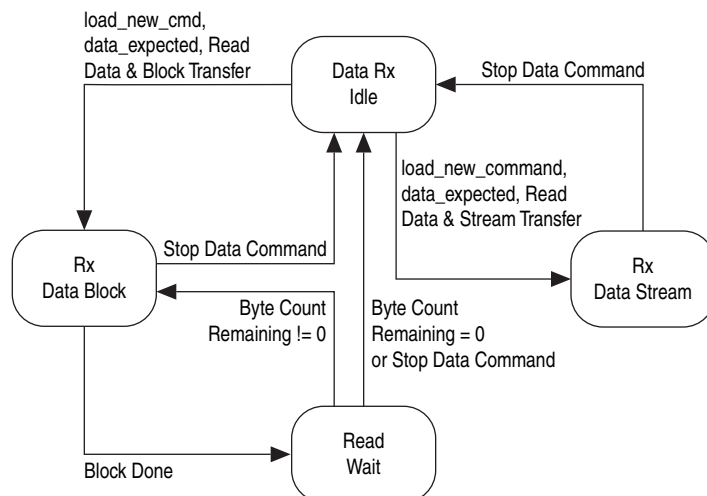 load_new_cmd,
data_expected, Read
Data & Block Transfer
Data Rx
Idle
Stop Data Command
load_new_command,
data_expected, Read
Data & Stream Transfer
Rx
Data Block
Stop Data Command
Rx
Data Stream
Byte Count
Remaining != 0
Byte Count
Remaining = 0
or Stop Data Command
Read
Wait
Block Done